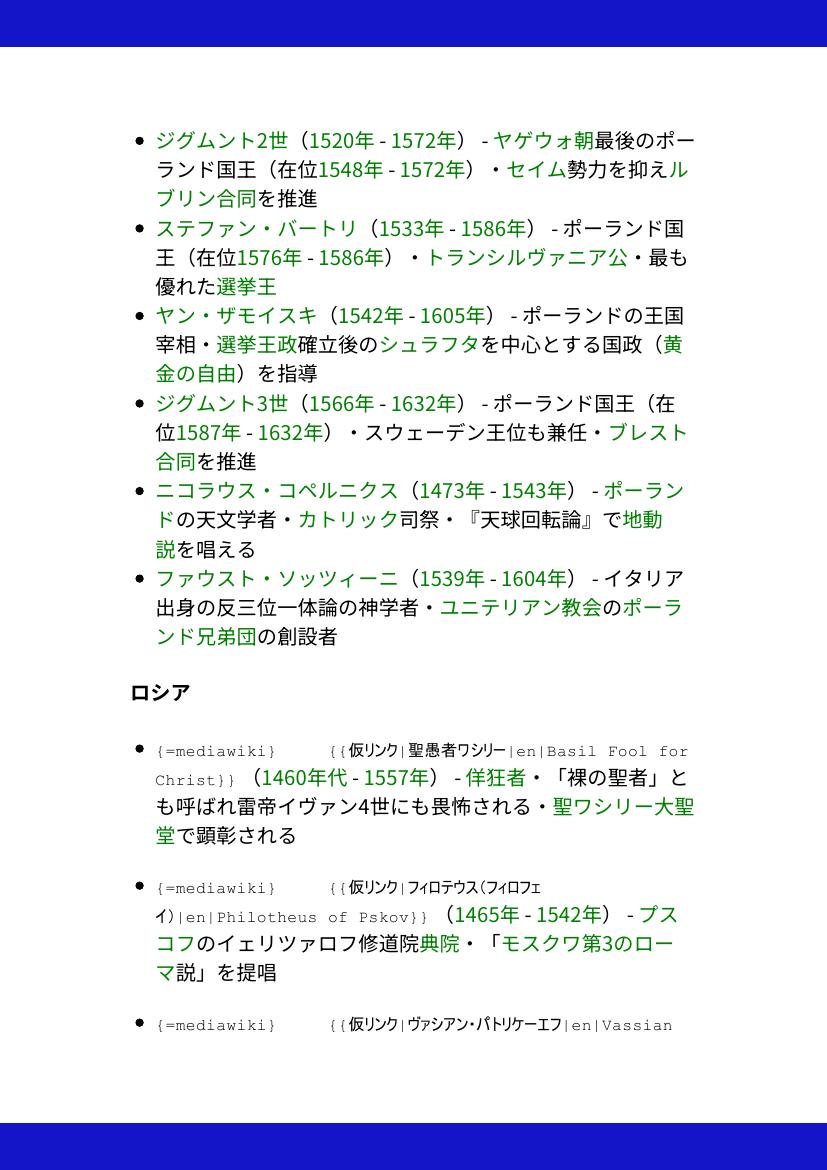 • ジグムント2世（1520年 - 1572年） - ヤゲウォ朝最後のポー
ランド国王（在位1548年 - 1572年）・セイム勢力を抑えル
ブリン合同を推進
• ステファン・バートリ（1533年 - 1586年） - ポーランド国
王（在位1576年 - 1586年）・トランシルヴァニア公・最も
優れた選挙王
• ヤン・ザモイスキ（1542年 - 1605年） - ポーランドの王国
宰相・選挙王政確立後のシュラフタを中心とする国政（黄
金の自由）を指導
• ジグムント3世（1566年 - 1632年） - ポーランド国王（在
位1587年 - 1632年）・スウェーデン王位も兼任・ブレスト
合同を推進
• ニコラウス・コペルニクス（1473年 - 1543年） - ポーラン
ドの天文学者・カトリック司祭・『天球回転論』で地動
説を唱える
• ファウスト・ソッツィーニ（1539年 - 1604年） - イタリア
出身の反三位一体論の神学者・ユニテリアン教会のポーラ
ンド兄弟団の創設者
ロシア
• {=mediawiki} {{仮リンク|聖愚者ワシリー|en|Basil Fool for
Christ}}（1460年代 - 1557年） - 佯狂者・「裸の聖者」と
も呼ばれ雷帝イヴァン4世にも畏怖される・聖ワシリー大聖
堂で顕彰される
• {=mediawiki} {{仮リンク|フィロテウス(フィロフェ
イ)|en|Philotheus of Pskov}}（1465年 - 1542年） - プス
コフのイェリツァロフ修道院典院・「モスクワ第3のロー
マ説」を提唱
• {=mediawiki} {{仮リンク|ヴァシアン・パトリケーエフ|en|Vassian